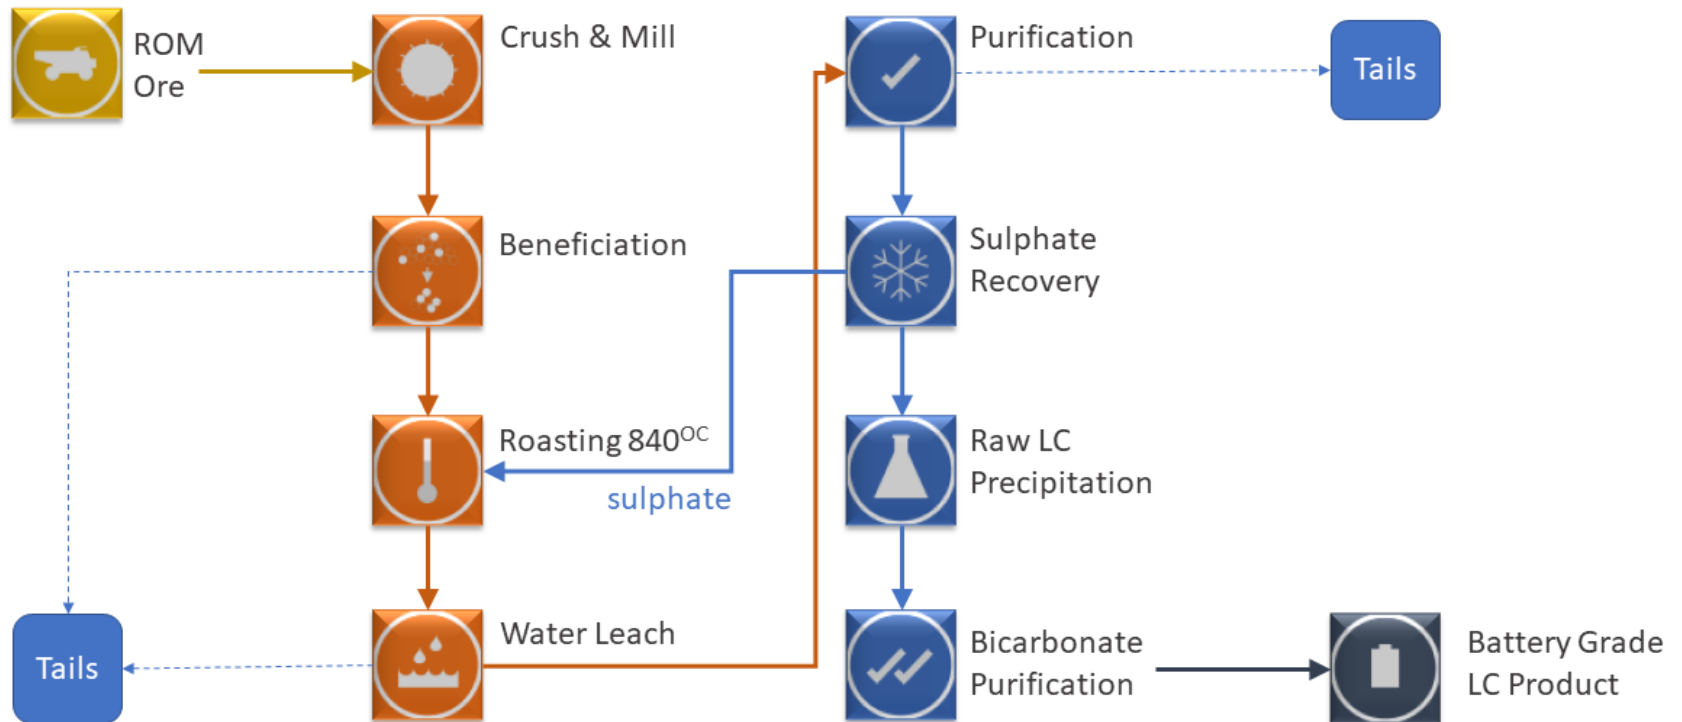 ROM
Ore
Crush & Mill
Purification
Tails
Beneficiation
Sulphate
Recovery
Roasting 840ᴼᶜ
sulphate
Raw LC
Precipitation
Water Leach
Tails
Bicarbonate
Purification
Battery Grade
LC Product